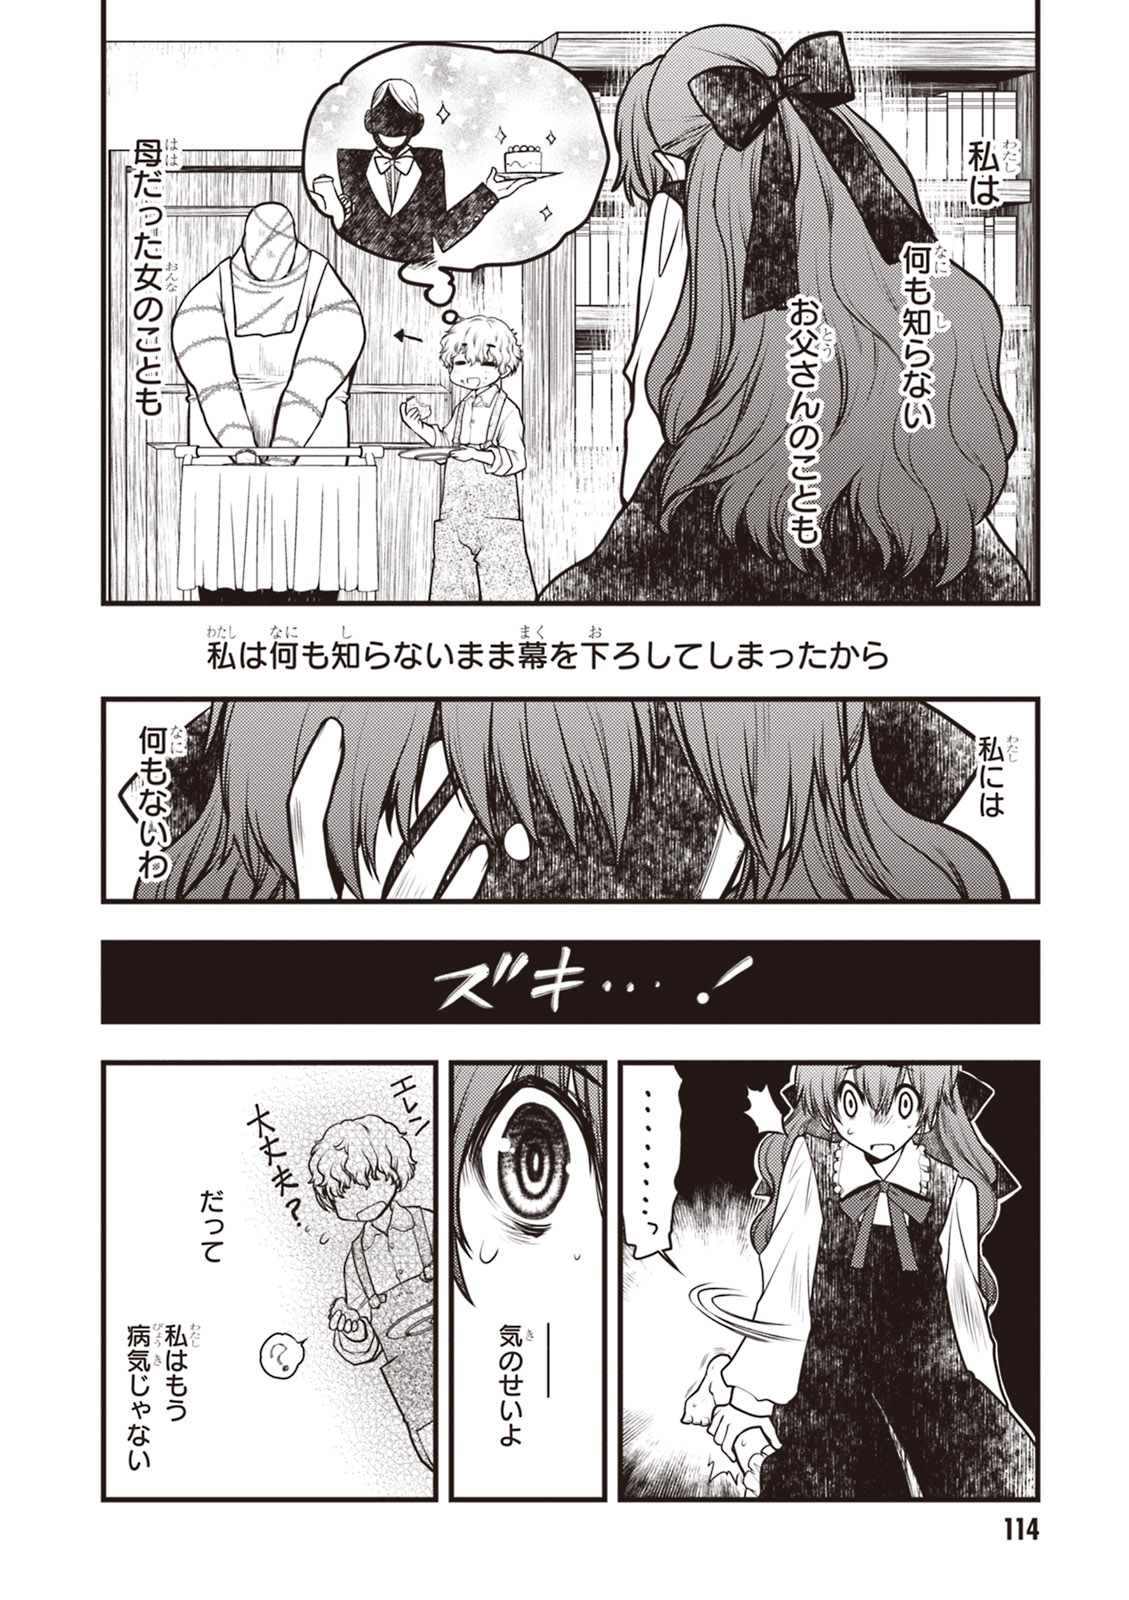 私は
何も知らない
お父さんのことも
母だった女のことも
私は何も知らないまま幕を下ろしてしまったから
私には
何もないわ
ズキ…!
………っ
──
気のせいよ
エレン
大丈夫?
だって
?
私はもう
病気じゃない
114